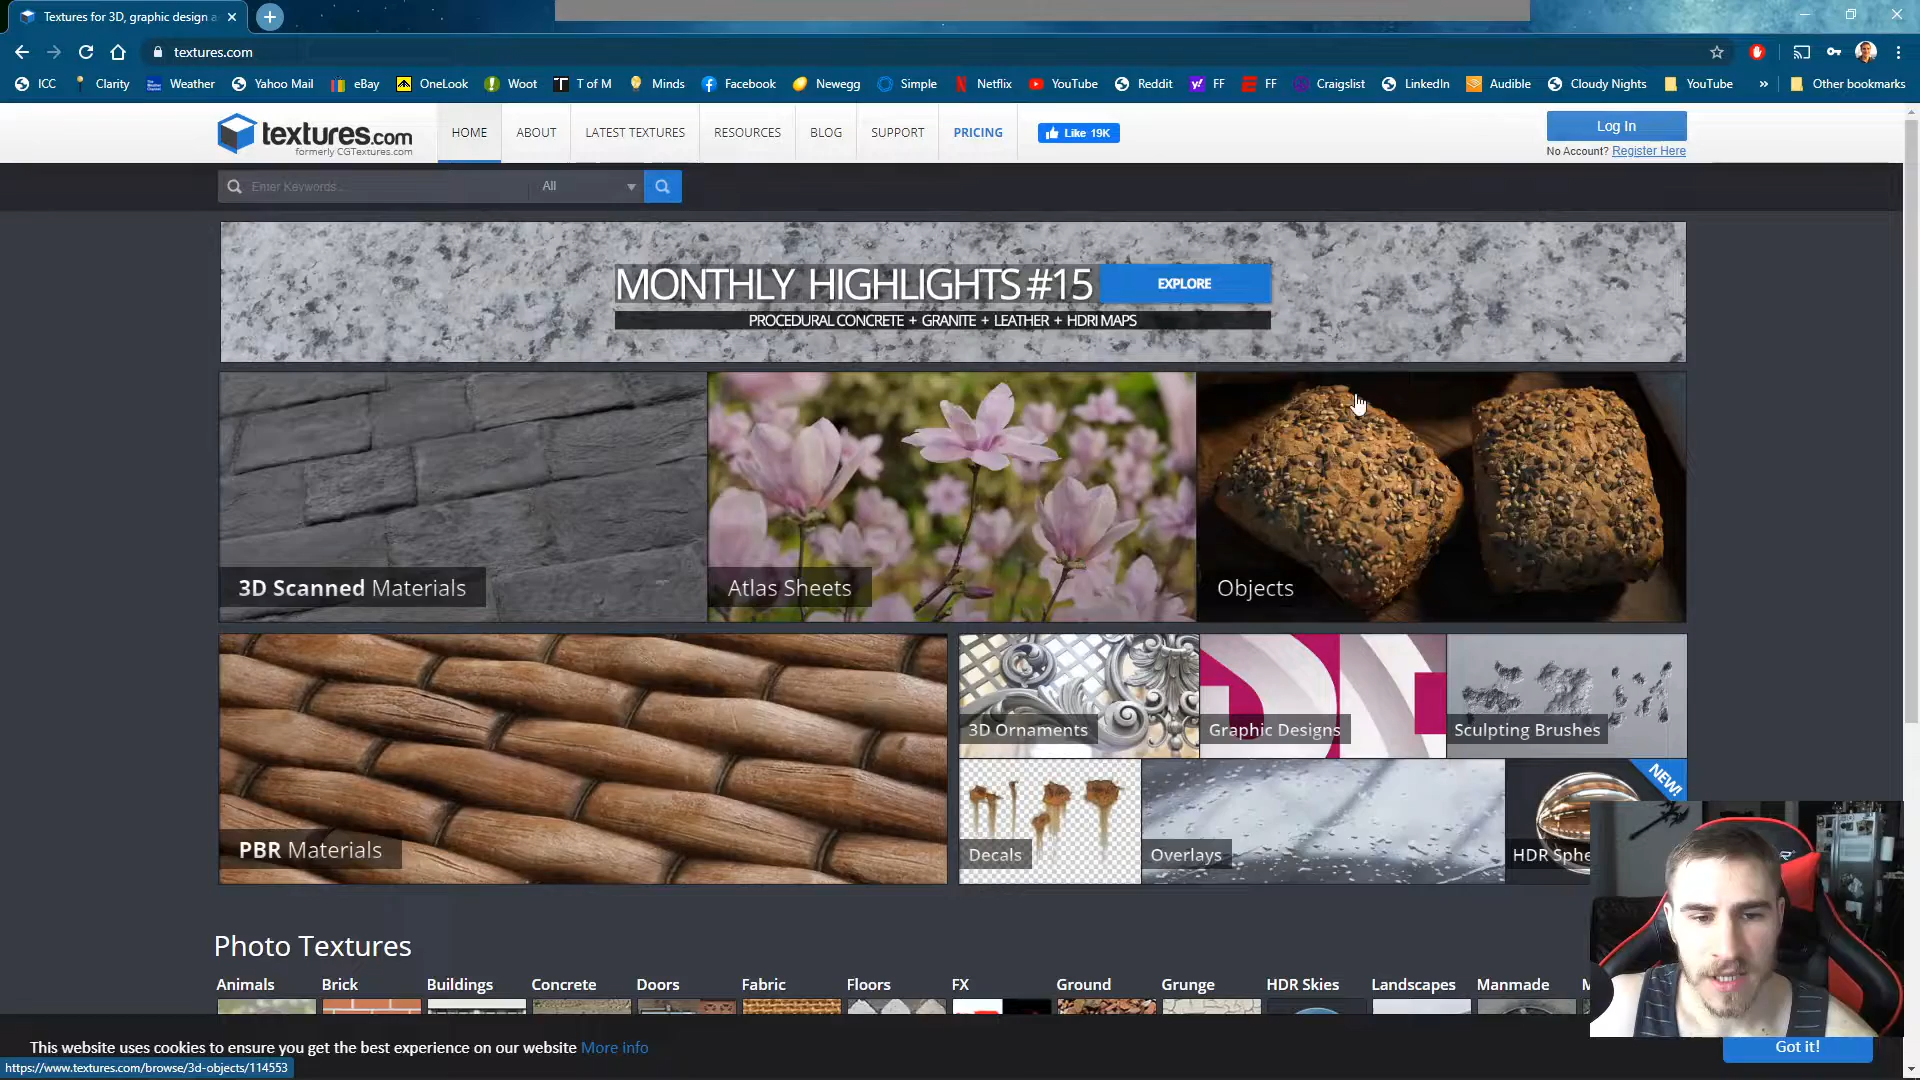 Textures for 3D, graphic design a
textures.com
ICC
Clarity
Weather
Yahoo Mail
eBay
OneLook
Woot
T of M
Minds
Facebook
Newegg
Simple
Netflix
YouTube
Reddit
FF
FF
Craigslist
LinkedIn
Audible
Cloudy Nights
YouTube
»
Other bookmarks
textures.com
formerly CGTextures.com
HOME
ABOUT
LATEST TEXTURES
RESOURCES
BLOG
SUPPORT
PRICING
Like 19K
Log In
No Account? Register Here
Enter Keywords...
All
MONTHLY HIGHLIGHTS #15
EXPLORE
PROCEDURAL CONCRETE + GRANITE + LEATHER + HDRI MAPS
3D Scanned Materials
Atlas Sheets
Objects
PBR Materials
3D Ornaments
Graphic Designs
Sculpting Brushes
Decals
Overlays
NEW!
HDR Sphe
Photo Textures
Animals
Brick
Buildings
Concrete
Doors
Fabric
Floors
FX
Ground
Grunge
HDR Skies
Landscapes
Manmade
This website uses cookies to ensure you get the best experience on our website More info
Got it!
https://www.textures.com/browse/3d-objects/114553